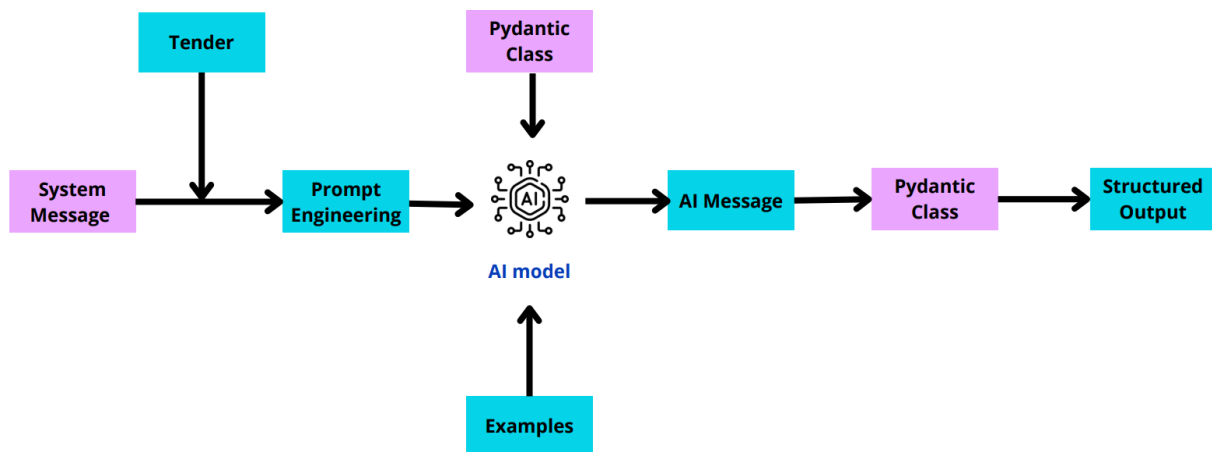 Tender
Pydantic
Class
System
Message
Prompt
Engineering
AI
AI model
AI Message
Pydantic
Class
Structured
Output
Examples